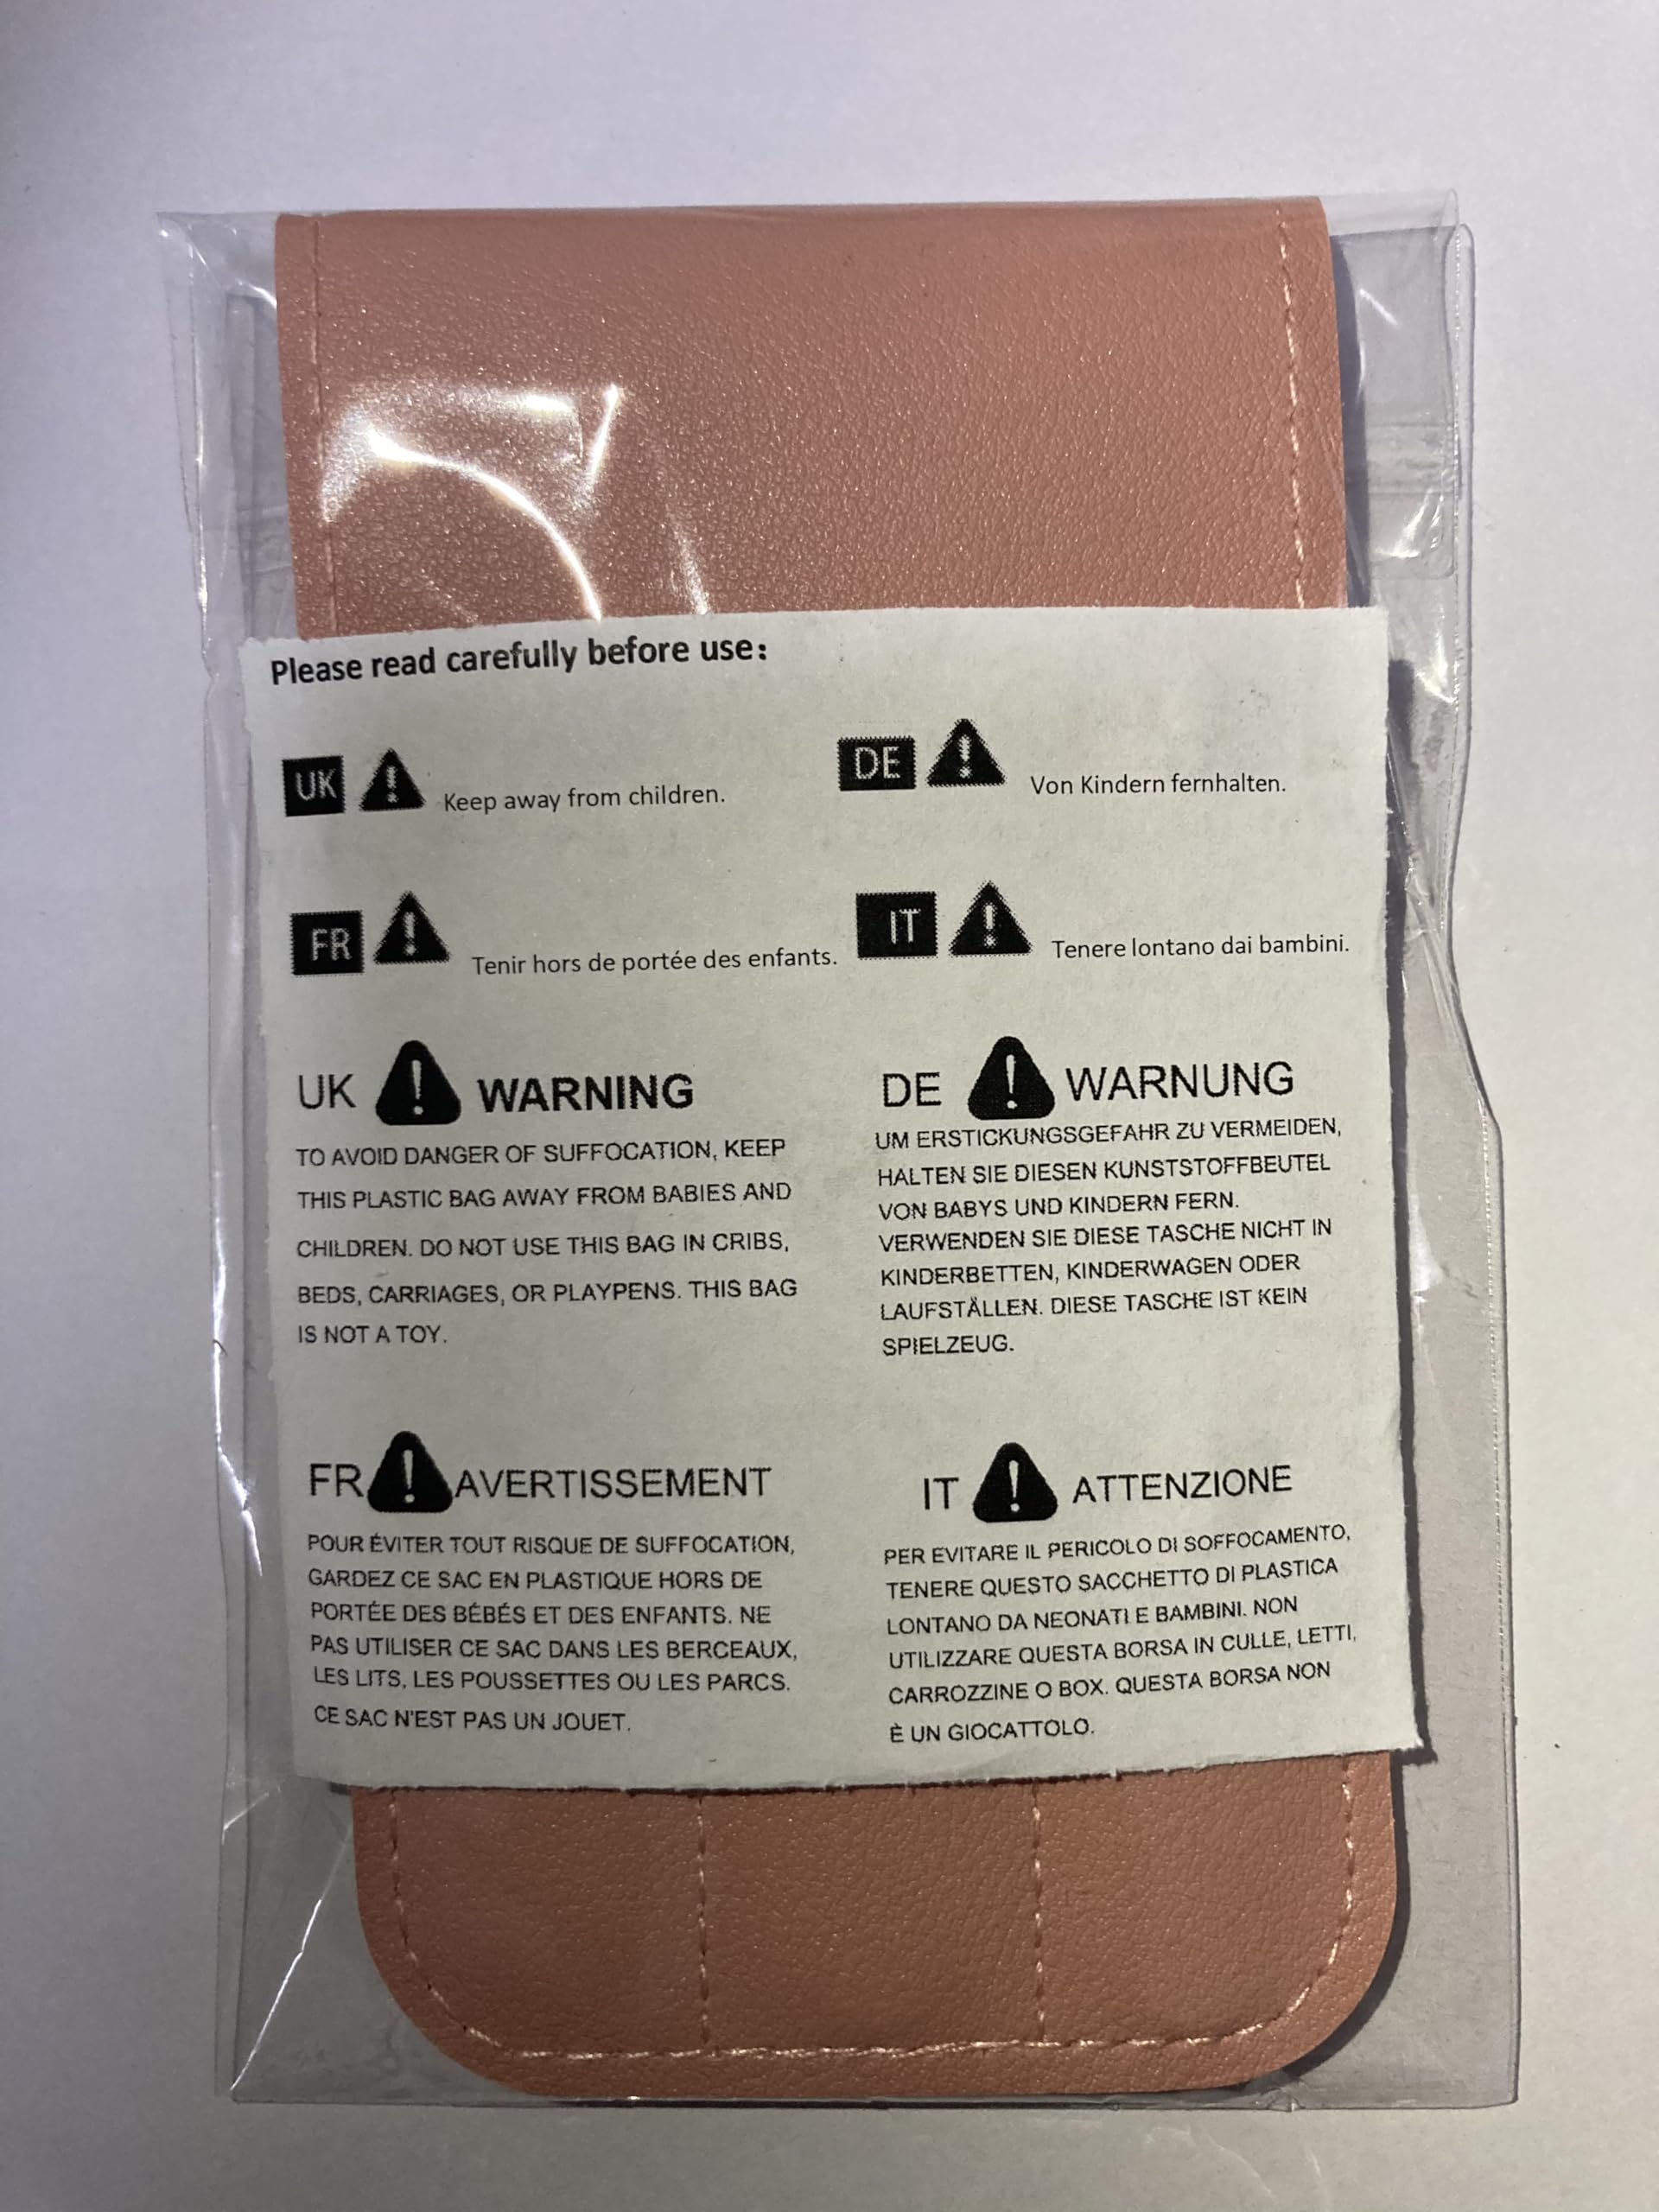 Please read carefully before use:
UK Keep away from children.
DE Von Kindern fernhalten.
FR Tenir hors de portée des enfants.
IT Tenere lontano dai bambini.
UK WARNING
TO AVOID DANGER OF SUFFOCATION, KEEP
THIS PLASTIC BAG AWAY FROM BABIES AND
CHILDREN. DO NOT USE THIS BAG IN CRIBS,
BEDS, CARRIAGES, OR PLAYPENS. THIS BAG
IS NOT A TOY.
DE WARNUNG
UM ERSTICKUNGSGEFAHR ZU VERMEIDEN,
HALTEN SIE DIESEN KUNSTSTOFFBEUTEL
VON BABYS UND KINDERN FERN.
VERWENDEN SIE DIESE TASCHE NICHT IN
KINDERBETTEN, KINDERWAGEN ODER
LAUFSTÄLLEN. DIESE TASCHE IST KEIN
SPIELZEUG.
FR AVERTISSEMENT
POUR ÉVITER TOUT RISQUE DE SUFFOCATION,
GARDEZ CE SAC EN PLASTIQUE HORS DE
PORTÉE DES BÉBÉS ET DES ENFANTS. NE
PAS UTILISER CE SAC DANS LES BERCEAUX,
LES LITS, LES POUSSETTES OU LES PARCS.
CE SAC N'EST PAS UN JOUET.
IT ATTENZIONE
PER EVITARE IL PERICOLO DI SOFFOCAMENTO,
TENERE QUESTO SACCHETTO DI PLASTICA
LONTANO DA NEONATI E BAMBINI. NON
UTILIZZARE QUESTA BORSA IN CULLE, LETTI,
CARROZZINE O BOX. QUESTA BORSA NON
È UN GIOCATTOLO.